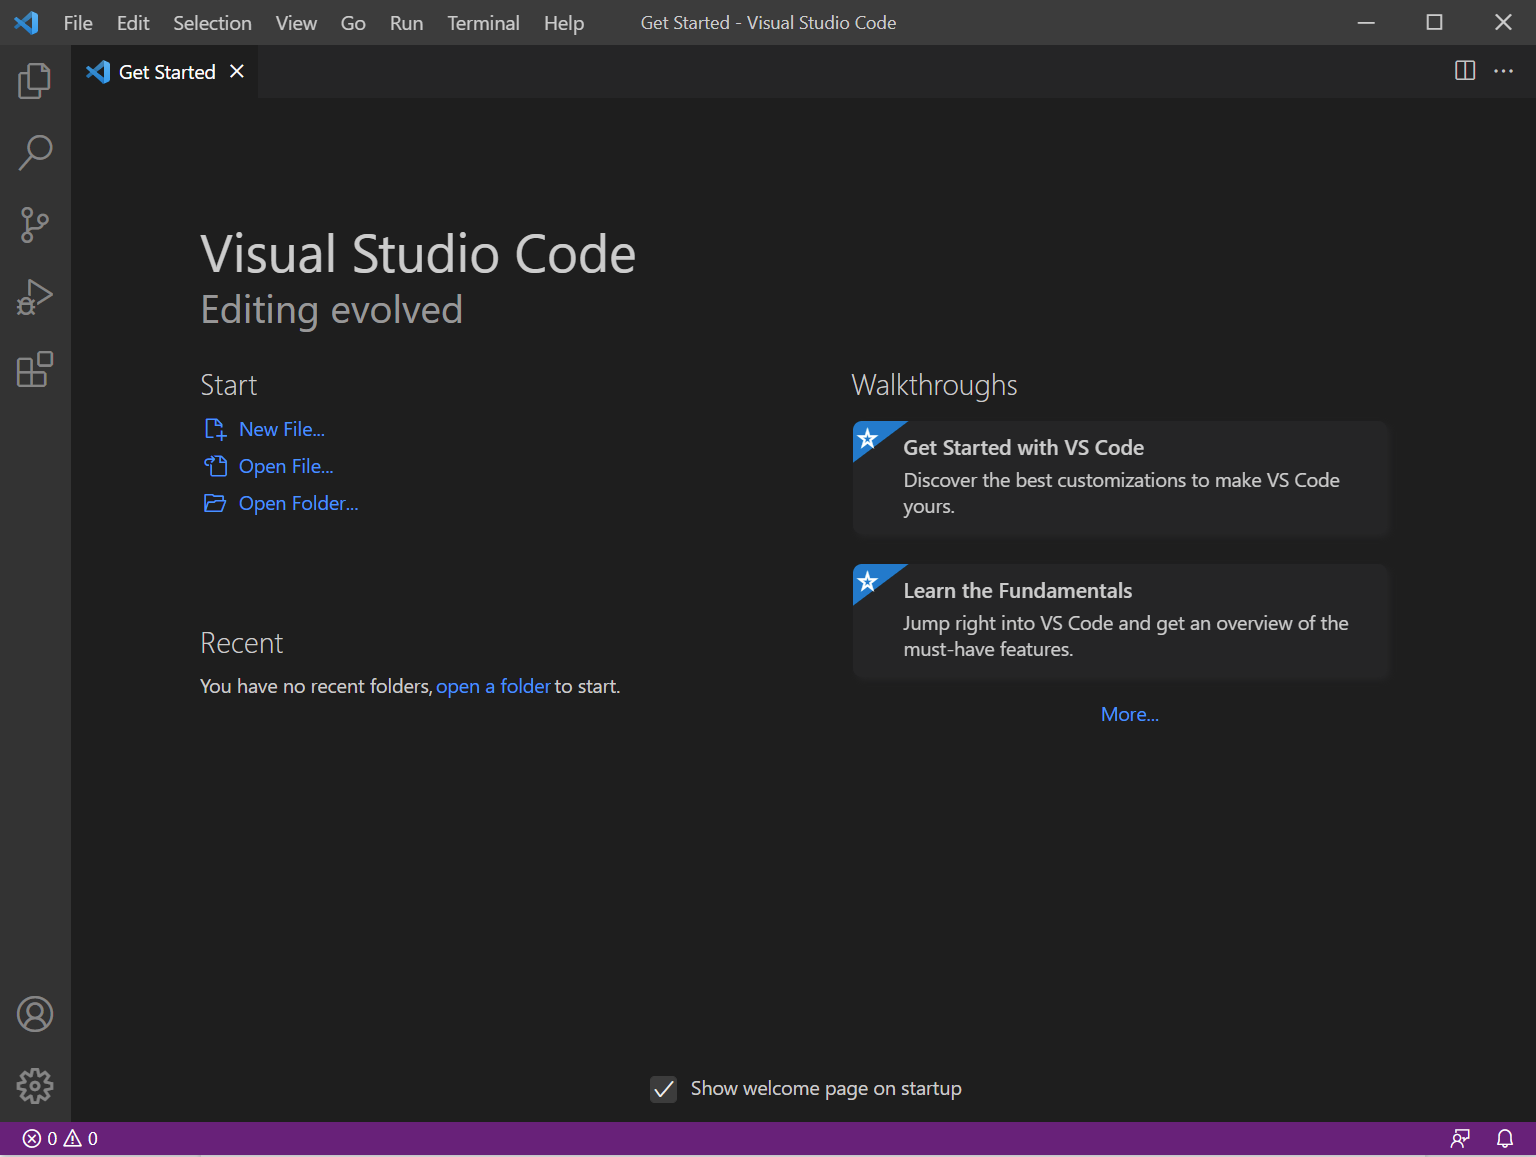 File Edit Selection View Go Run Terminal Help Get Started - Visual Studio Code
Get Started
Visual Studio Code
Editing evolved
Start
New File...
Open File...
Open Folder...
Recent
You have no recent folders, open a folder to start.
Walkthroughs
Get Started with VS Code
Discover the best customizations to make VS Code
yours.
Learn the Fundamentals
Jump right into VS Code and get an overview of the
must-have features.
More...
Show welcome page on startup
0 0